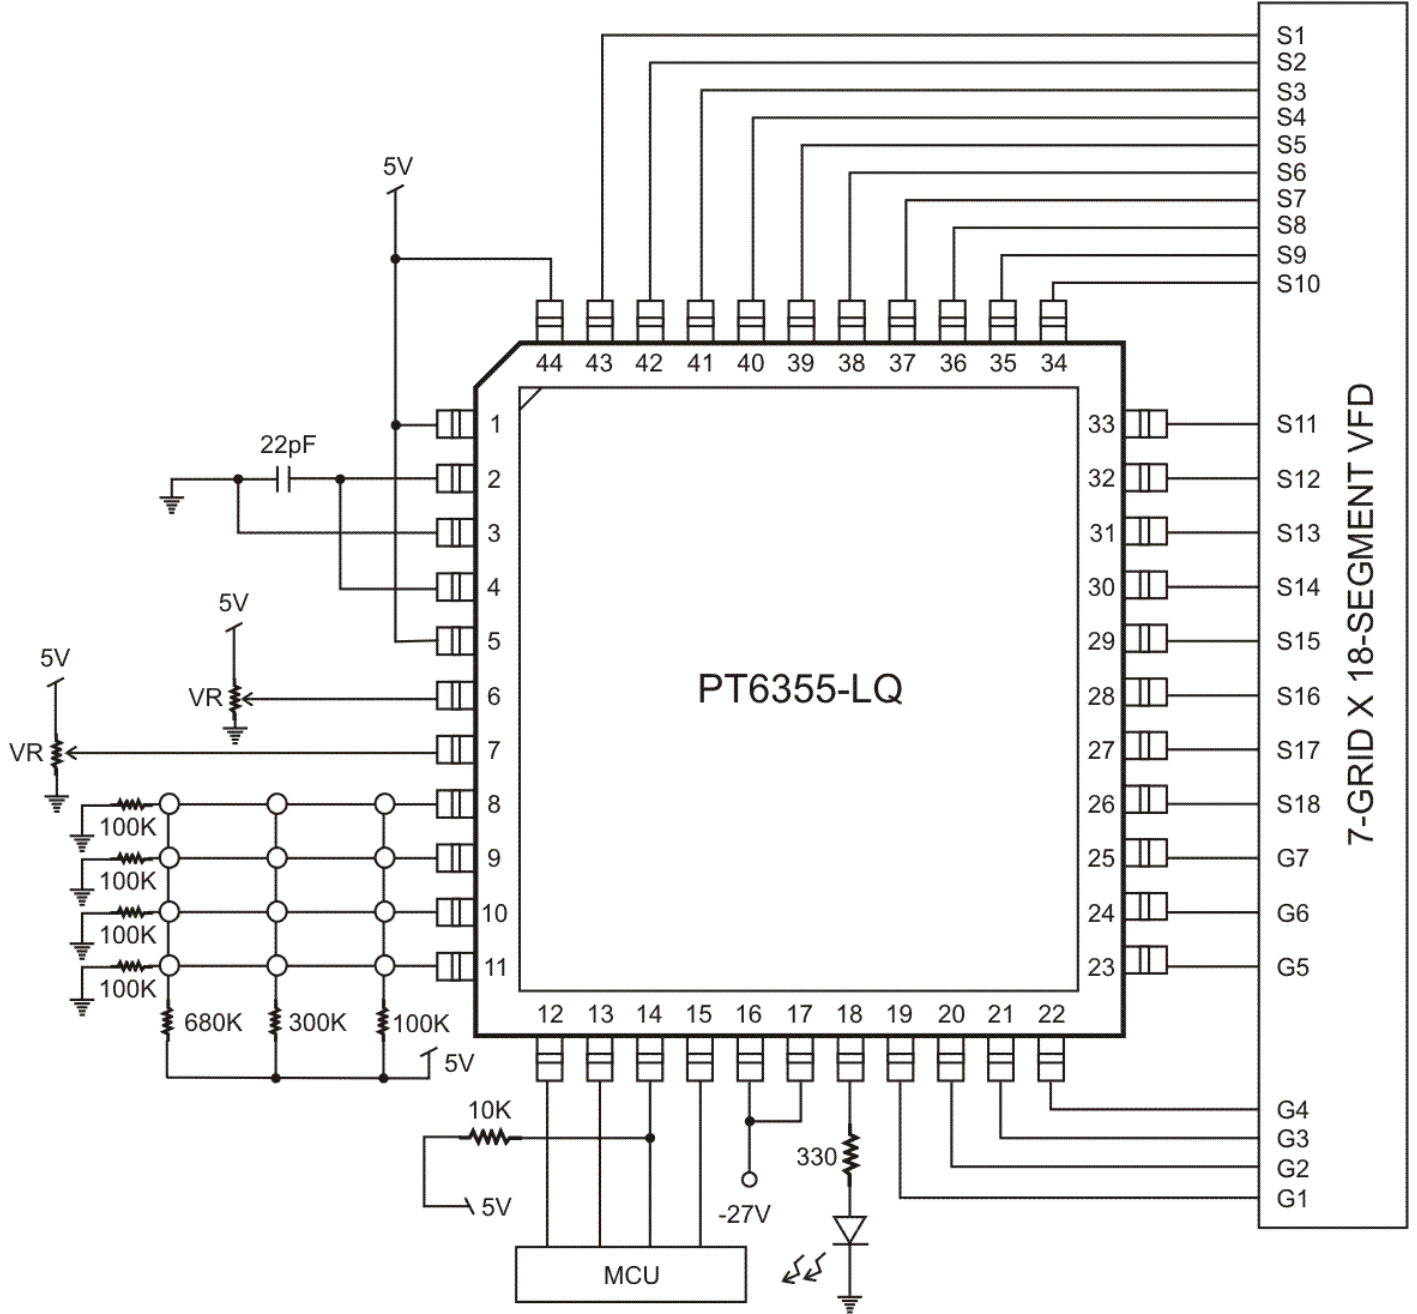 S1
S2
S3
S4
S5
S6
S7
S8
S9
S10
5V
44 43 42 41 40 39 38 37 36 35 34
1
2
3
4
5
6
7
8
9
10
11
22pF
5V
VR
5V
VR
100K
100K
100K
100K
680K 300K 100K
5V
PT6355-LQ
33 S11
32 S12
31 S13
30 S14
29 S15
28 S16
27 S17
26 S18
25 G7
24 G6
23 G5
7-GRID X 18-SEGMENT VFD
12 13 14 15 16 17 18 19 20 21 22
10K
5V
-27V
330
MCU
G4
G3
G2
G1